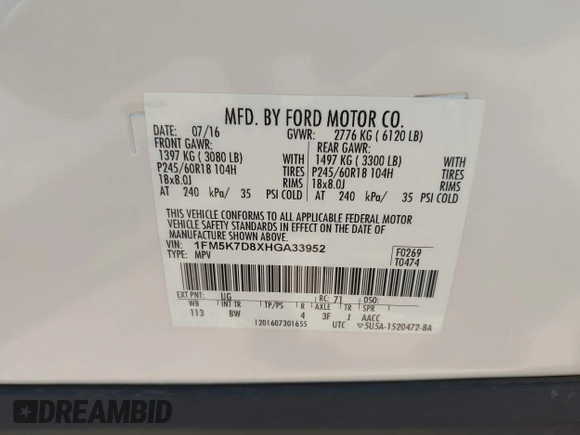 MFD. BY FORD MOTOR CO.
DATE: 07/16 GVWR: 2776 KG ( 6120 LB)
FRONT GAWR: REAR GAWR:
1397 KG ( 3080 LB) WITH 1497 KG ( 3300 LB) WITH
P245/60R18 104H TIRES P245/60R18 104H TIRES
18x8.0J RIMS 18x8.0J RIMS
AT 240 kPa/ 35 PSI COLD AT 240 kPa/ 35 PSI COLD
THIS VEHICLE CONFORMS TO ALL APPLICABLE FEDERAL MOTOR
VEHICLE SAFETY STANDARDS IN EFFECT ON THE DATE OF
MANUFACTURE SHOWN ABOVE.
VIN: 1FM5K7D8XHGA33952 F0269
TYPE: MPV T0474
EXT PNT: UG RC: 71 DSO:
WB INT TR TP/PS R AXLE TR SPR
113 BW 4 3F J AACC
1201607301655 UTC ▽5U5A-1520472-BA
DREAMBID